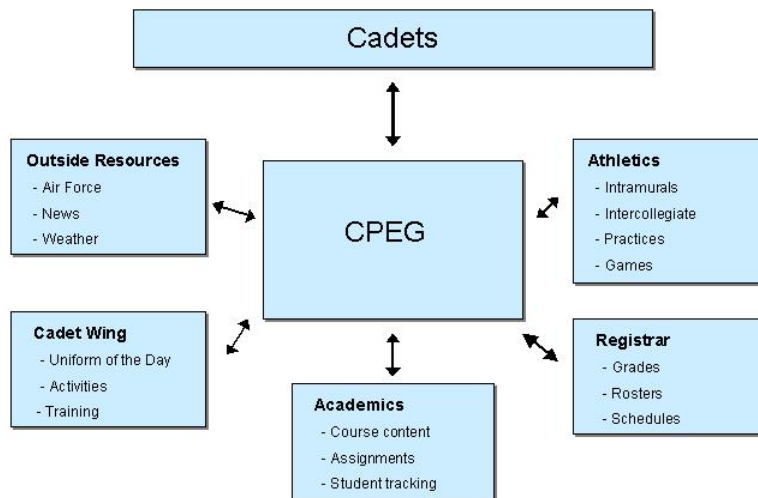 Cadets
Outside Resources
- Air Force
- News
- Weather
CPEG
Athletics
- Intramurals
- Intercollegiate
- Practices
- Games
Cadet Wing
- Uniform of the Day
- Activities
- Training
Academics
- Course content
- Assignments
- Student tracking
Registrar
- Grades
- Rosters
- Schedules